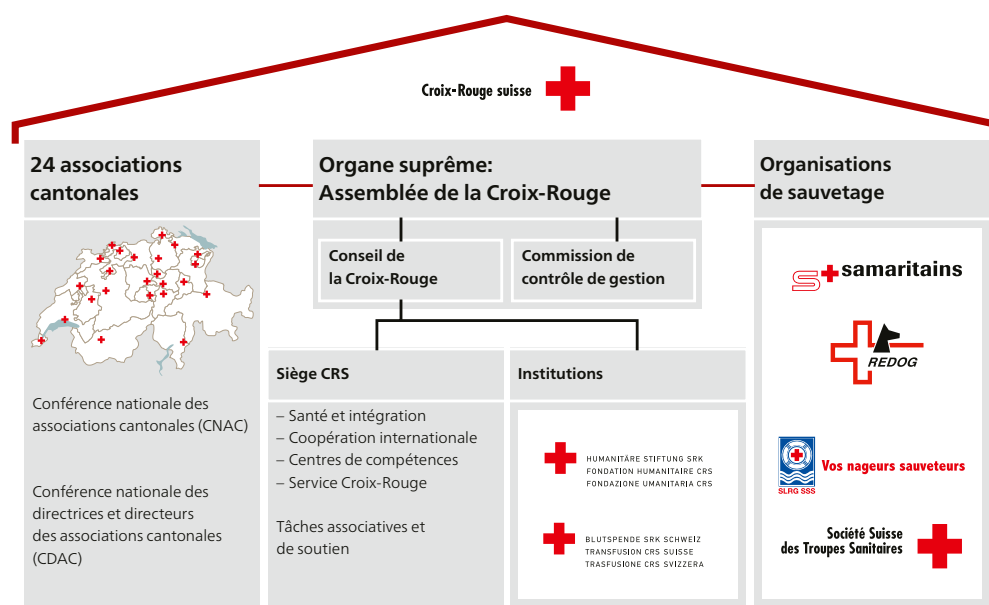 Croix-Rouge suisse
24 associations
cantonales
Organe suprême:
Assemblée de la Croix-Rouge
Organisations
de sauvetage
Conseil de
la Croix-Rouge
Commission de
contrôle de gestion
Conférence nationale des
associations cantonales (CNAC)
Conférence nationale des
directrices et directeurs
des associations cantonales
(CDAC)
Siège CRS
– Santé et intégration
– Coopération internationale
– Centres de compétences
– Service Croix-Rouge
Tâches associatives et
de soutien
Institutions
HUMANITÄRE STIFTUNG SRK
FONDATION HUMANITAIRE CRS
FONDAZIONE UMANITARIA CRS
BLUTSPENDE SRK SCHWEIZ
TRANSFUSION CRS SUISSE
TRASFUSIONE CRS SVIZZERA
s samaritains
REDOG
SLRG SSS
Vos nageurs sauveteurs
Société Suisse
des Troupes Sanitaires